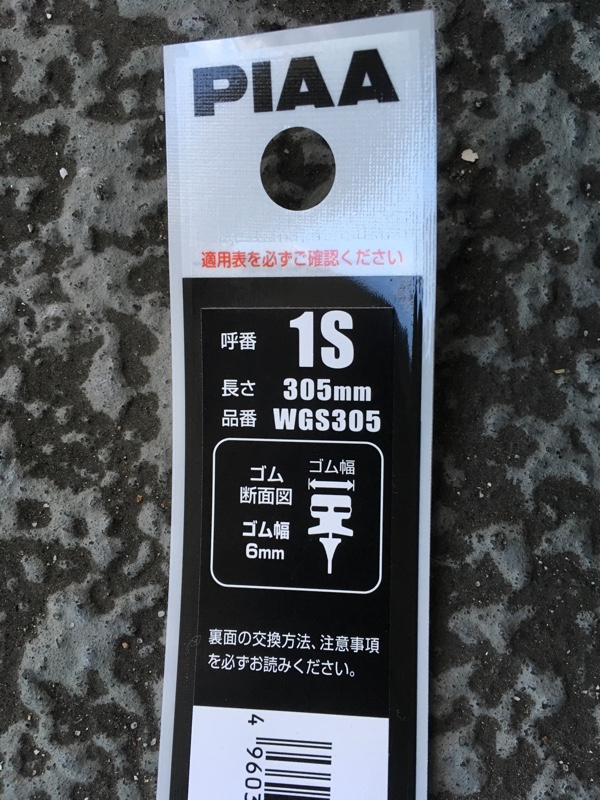 PIAA
適用表を必ずご確認ください
呼番 1S
長さ 305mm
品番 WGS305
ゴム
断面図
ゴム幅
ゴム幅
6mm
裏面の交換方法、注意事項
を必ずお読みください。
4 9603